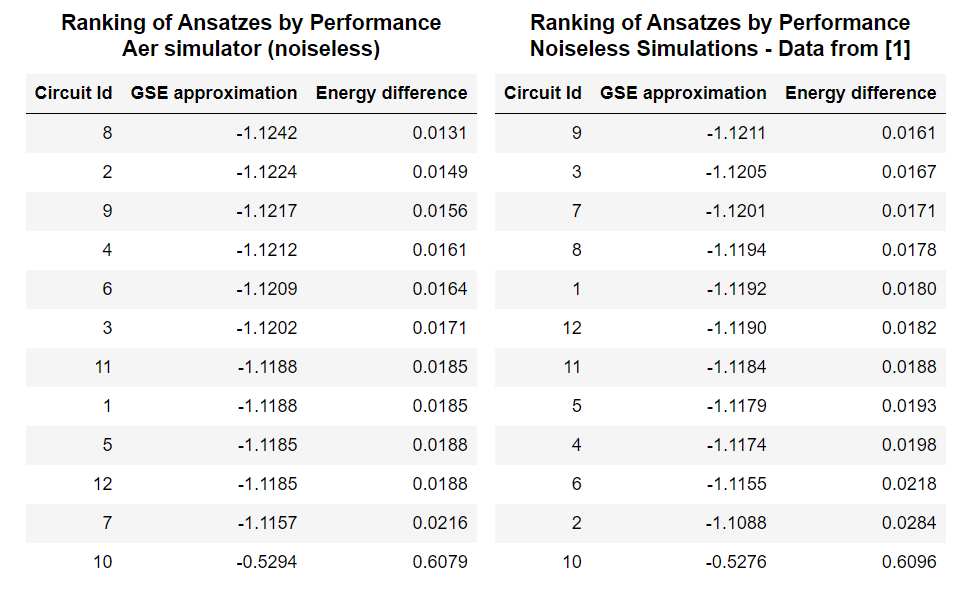 Ranking of Ansatzes by Performance
Aer simulator (noiseless)
Circuit Id GSE approximation Energy difference
8 -1.1242 0.0131
2 -1.1224 0.0149
9 -1.1217 0.0156
4 -1.1212 0.0161
6 -1.1209 0.0164
3 -1.1202 0.0171
11 -1.1188 0.0185
1 -1.1188 0.0185
5 -1.1185 0.0188
12 -1.1185 0.0188
7 -1.1157 0.0216
10 -0.5294 0.6079
Ranking of Ansatzes by Performance
Noiseless Simulations - Data from [1]
Circuit Id GSE approximation Energy difference
9 -1.1211 0.0161
3 -1.1205 0.0167
7 -1.1201 0.0171
8 -1.1194 0.0178
1 -1.1192 0.0180
12 -1.1190 0.0182
11 -1.1184 0.0188
5 -1.1179 0.0193
4 -1.1174 0.0198
6 -1.1155 0.0218
2 -1.1088 0.0284
10 -0.5276 0.6096